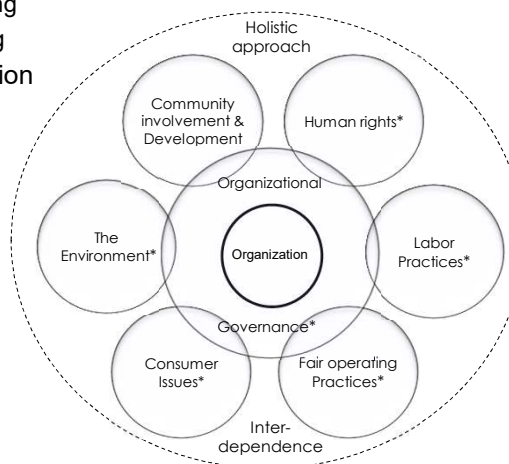 Holistic
approach
Community
involvement &
Development
Human rights*
Organizational
The
Environment*
Organization
Labor
Practices*
Governance*
Consumer
Issues*
Fair operating
Practices*
Inter-
dependence